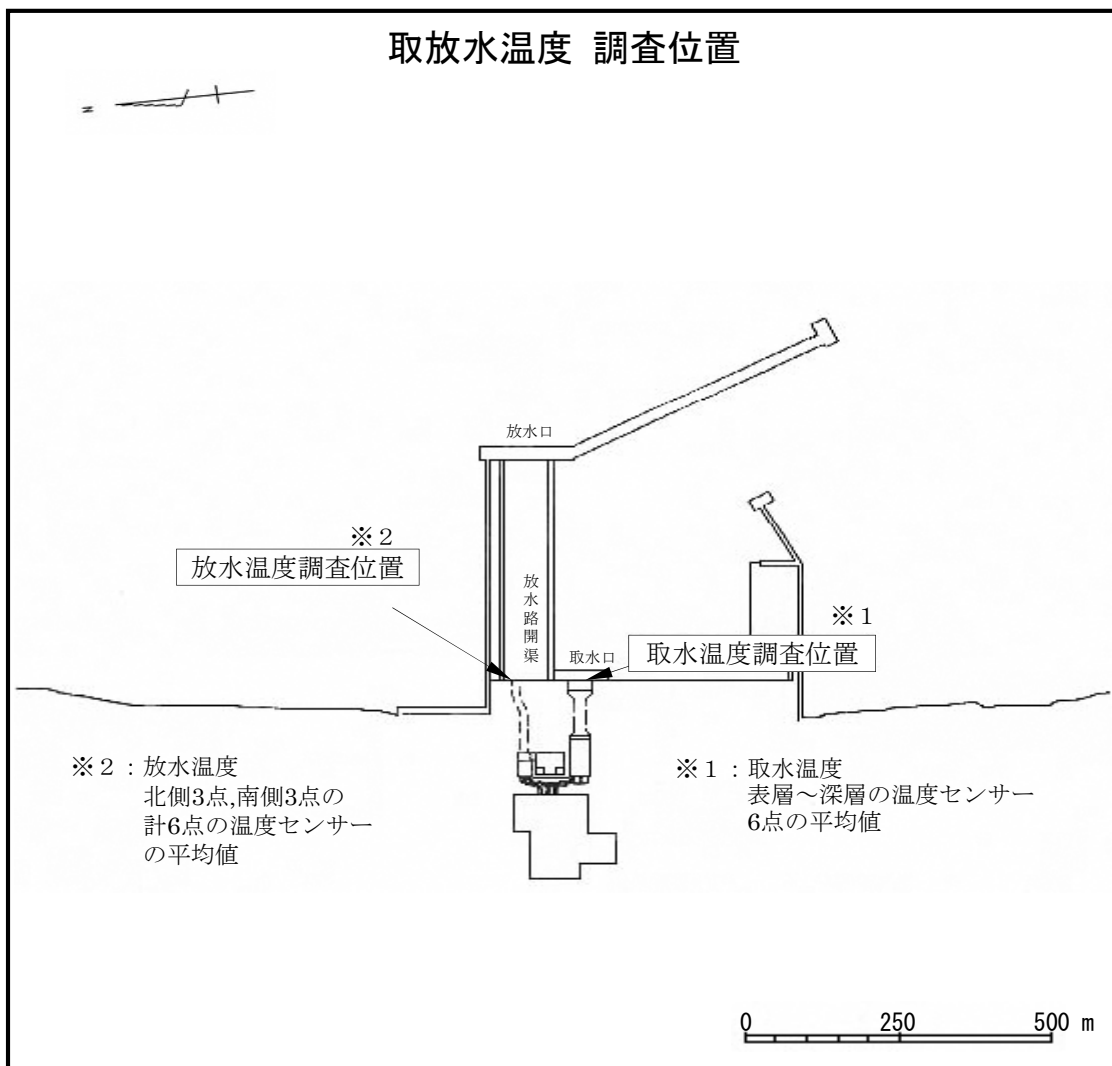 取放水温度 調査位置
N
放水口
※2
放水温度調査位置
放水路開渠
※1
取水口
取水温度調査位置
※2：放水温度
北側3点,南側3点の
計6点の温度センサー
の平均値
※1：取水温度
表層～深層の温度センサー
6点の平均値
0 250 500 m